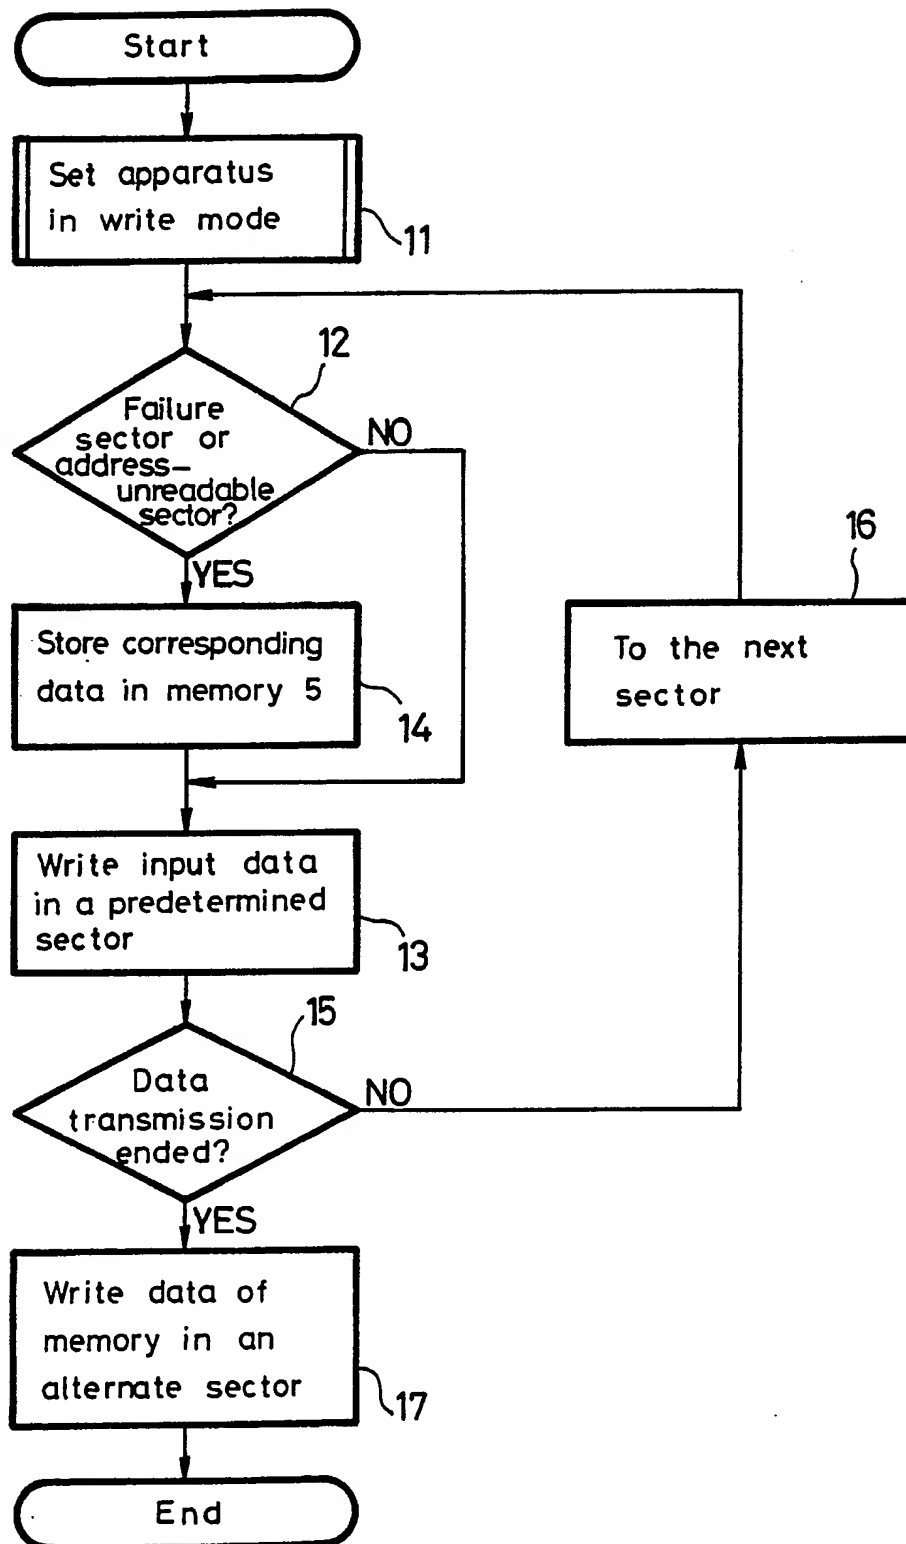 Start
Set apparatus
in write mode
11
12
Failure
sector or
address-
unreadable
sector?
NO
YES
16
Store corresponding
data in memory 5
14
To the next
sector
Write input data
in a predetermined
sector
13
15
Data
transmission
ended?
NO
YES
Write data of
memory in an
alternate sector
17
End